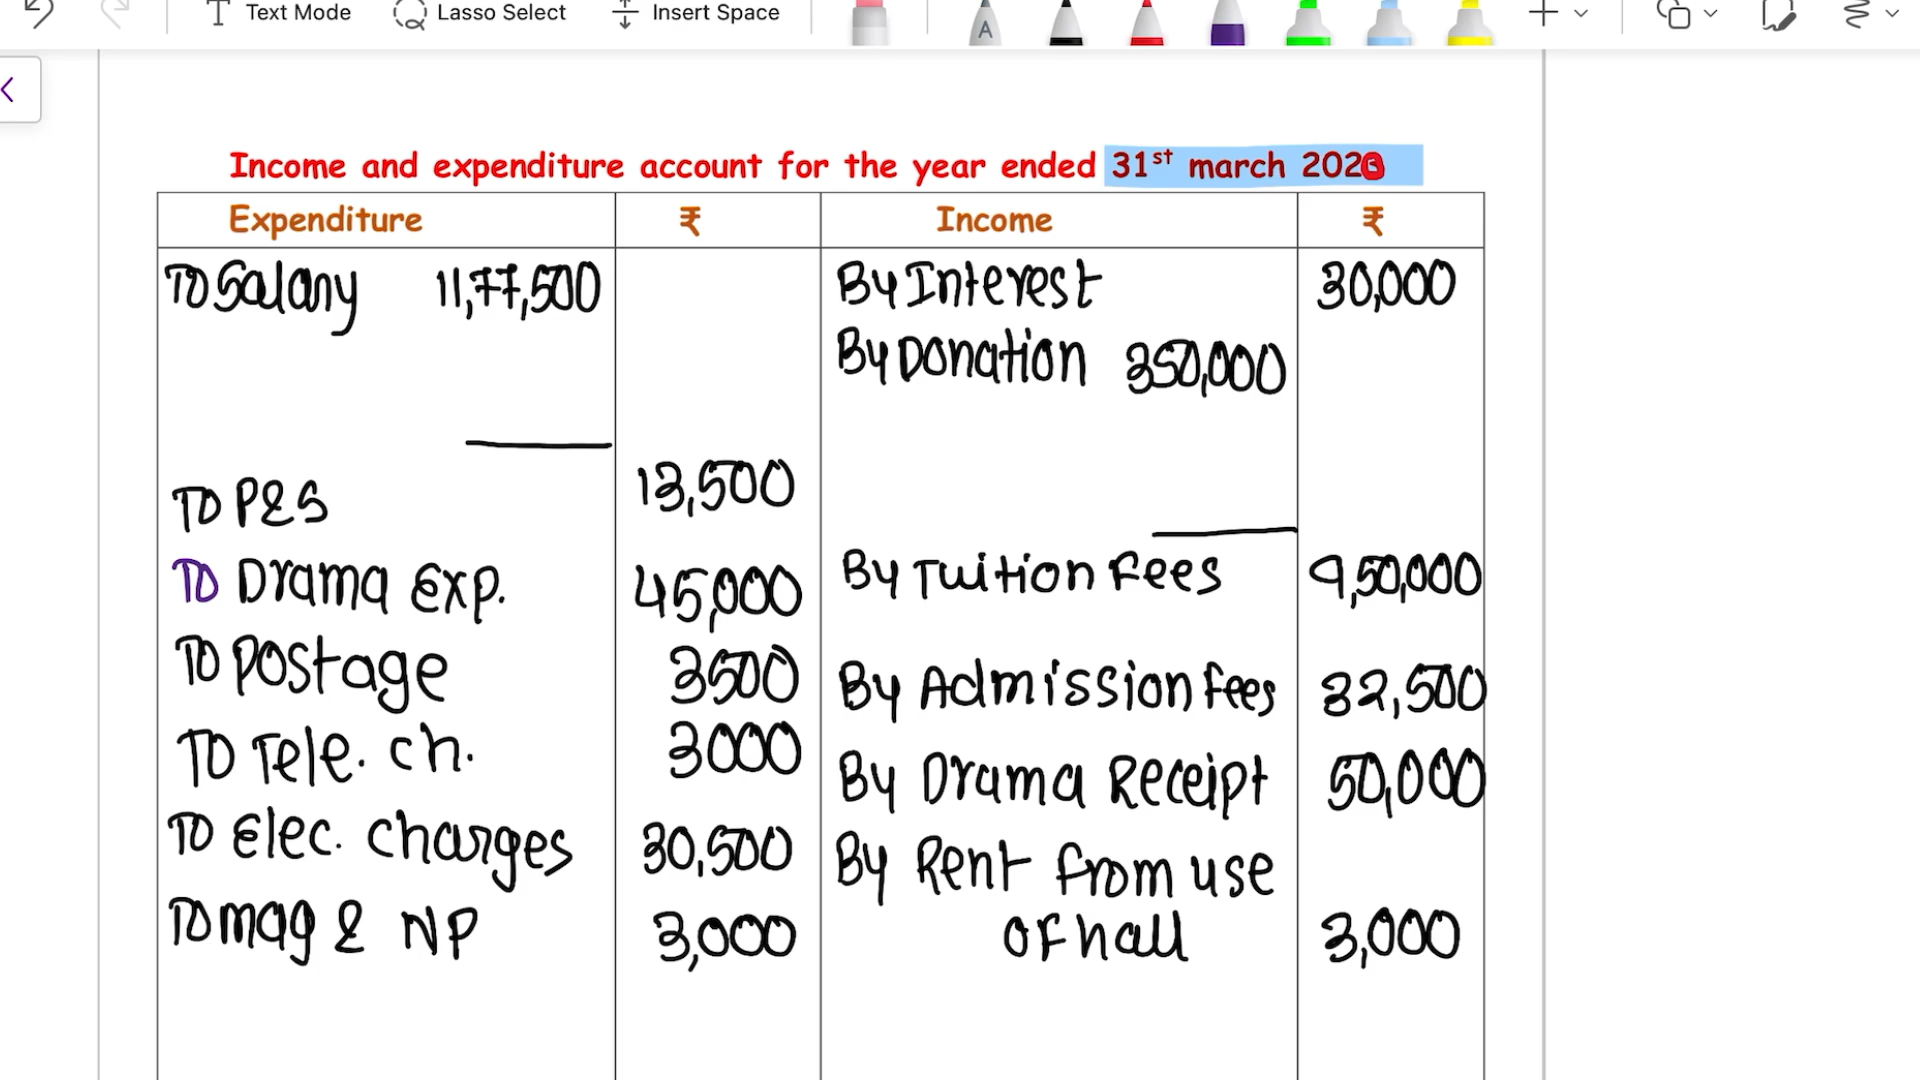 Text Mode Lasso Select Insert Space
A
Income and expenditure account for the year ended 31st march 2023
Expenditure ₹ Income ₹
To Salary 11,77,500 By Interest 30,000
By Donation 350,000
To P&S 13,500
To Drama Exp. 45,000 By Tuition Fees 9,50,000
To Postage 3500 By Admission Fees 32,500
To Tele. ch. 3000 By Drama Receipt 50,000
To Elec. charges 30,500 By Rent from use
To mag & NP 3,000 of hall 3,000